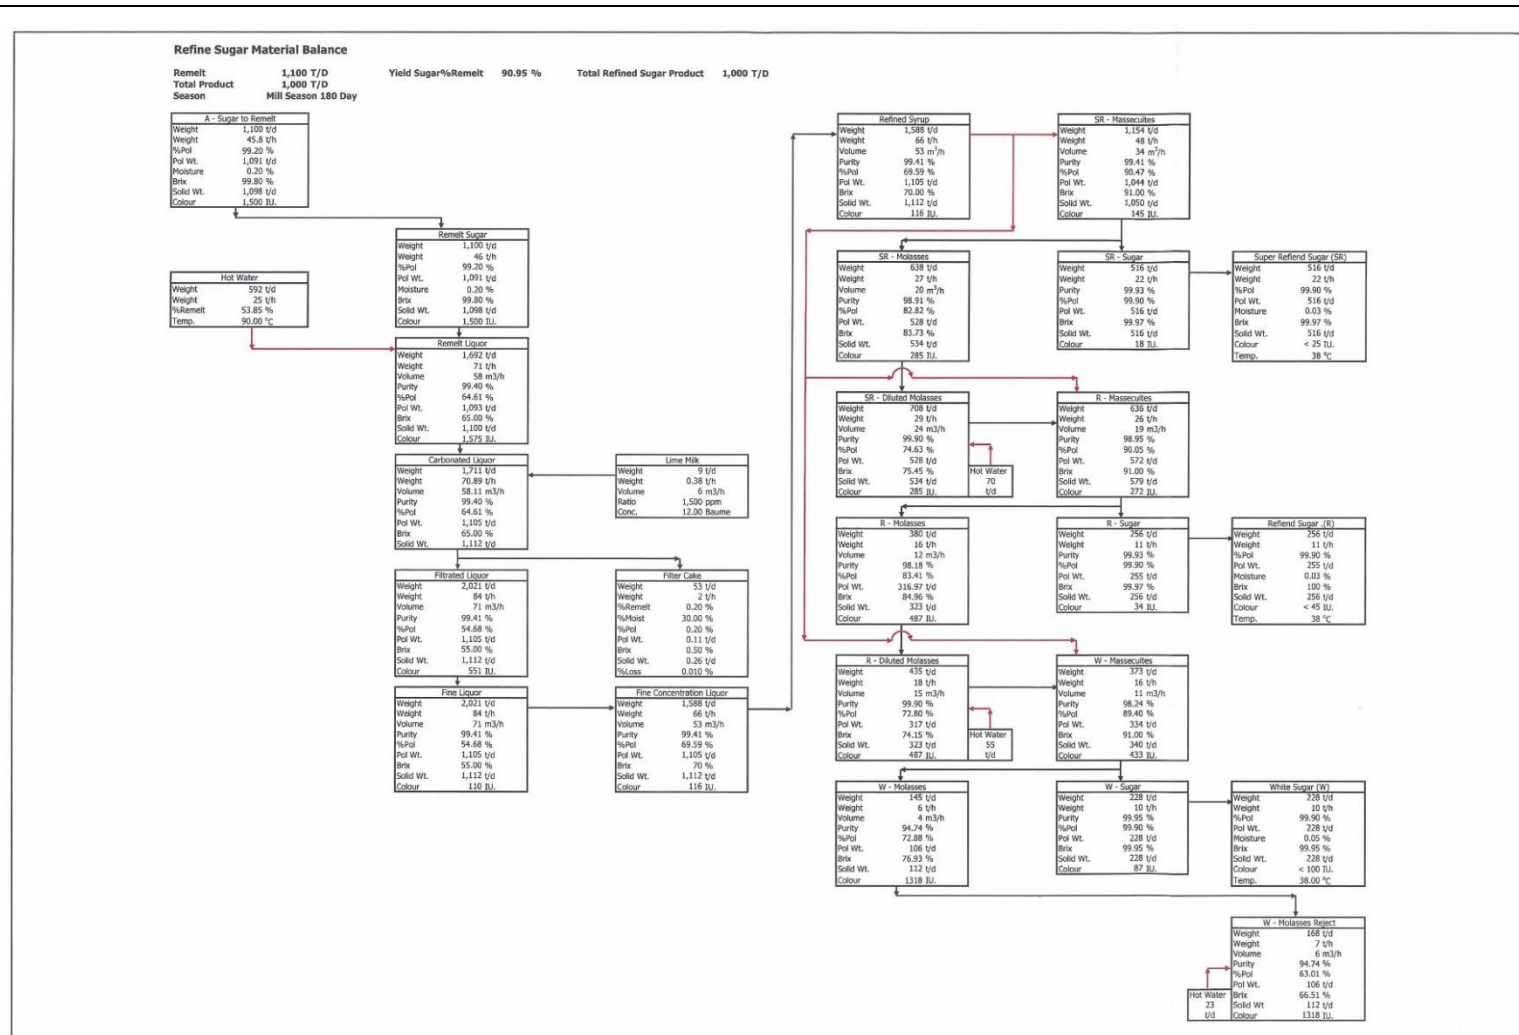 Refine Sugar Material Balance
Remelt 1,100 T/D Yield Sugar%Remelt 90.95 % Total Refined Sugar Product 1,000 T/D
Total Product 1,000 T/D
Season Mill Season 180 Day
A - Sugar to Remelt
Weight 1,100 t/d
Weight 45.8 t/h
%Pol 99.20 %
Pol Wt. 1,091 t/d
Moisture 0.20 %
Brix 99.80 %
Solid Wt. 1,098 t/d
Colour 1,500 IU.
Remelt Sugar
Weight 1,100 t/d
Weight 46 t/h
%Pol 99.20 %
Pol Wt. 1,091 t/d
Moisture 0.20 %
Brix 99.80 %
Solid Wt. 1,098 t/d
Colour 1,500 IU.
Hot Water
Weight 592 t/d
Weight 25 t/h
%Remelt 53.85 %
Temp. 90.00 °C
Remelt Liquor
Weight 1,692 t/d
Weight 71 t/h
Volume 58 m3/h
Purity 99.40 %
%Pol 64.61 %
Pol Wt. 1,093 t/d
Brix 65.00 %
Solid Wt. 1,100 t/d
Colour 1,575 IU.
Carbonated Liquor
Weight 1,711 t/d
Weight 70.89 t/h
Volume 58.11 m3/h
Purity 99.40 %
%Pol 64.61 %
Pol Wt. 1,105 t/d
Brix 65.00 %
Solid Wt. 1,112 t/d
Lime Milk
Weight 9 t/d
Weight 0.38 t/h
Volume 6 m3/h
Ratio 1,500 ppm
Conc. 12.00 Baume
Filtrated Liquor
Weight 2,021 t/d
Weight 84 t/h
Volume 71 m3/h
Purity 99.41 %
%Pol 54.68 %
Pol Wt. 1,105 t/d
Brix 55.00 %
Solid Wt. 1,112 t/d
Colour 551 IU.
Filter Cake
Weight 53 t/d
Weight 2 t/h
%Remelt 0.20 %
%Moist 30.00 %
%Pol 0.20 %
Pol Wt. 0.11 t/d
Brix 0.50 %
Solid Wt. 0.26 t/d
%Loss 0.010 %
Fine Liquor
Weight 2,021 t/d
Weight 84 t/h
Volume 71 m3/h
Purity 99.41 %
%Pol 54.68 %
Pol Wt. 1,105 t/d
Brix 55.00 %
Solid Wt. 1,112 t/d
Colour 110 IU.
Fine Concentration Liquor
Weight 1,588 t/d
Weight 66 t/h
Volume 53 m3/h
Purity 99.41 %
%Pol 69.59 %
Pol Wt. 1,105 t/d
Brix 70 %
Solid Wt. 1,112 t/d
Colour 116 IU.
Refined Syrup
Weight 1,588 t/d
Weight 66 t/h
Volume 53 m³/h
Purity 99.41 %
%Pol 69.59 %
Pol Wt. 1,105 t/d
Brix 70.00 %
Solid Wt. 1,112 t/d
Colour 116 IU.
SR - Massecuites
Weight 1,154 t/d
Weight 48 t/h
Volume 34 m³/h
Purity 99.41 %
%Pol 90.47 %
Pol Wt. 1,044 t/d
Brix 91.00 %
Solid Wt. 1,050 t/d
Colour 145 IU.
SR - Molasses
Weight 638 t/d
Weight 27 t/h
Volume 20 m³/h
Purity 98.91 %
%Pol 82.82 %
Pol Wt. 528 t/d
Brix 83.73 %
Solid Wt. 534 t/d
Colour 285 IU.
SR - Sugar
Weight 516 t/d
Weight 22 t/h
Purity 99.93 %
%Pol 99.90 %
Pol Wt. 516 t/d
Brix 99.97 %
Solid Wt. 516 t/d
Colour 18 IU.
Super Refiend Sugar (SR)
Weight 516 t/d
Weight 22 t/h
%Pol 99.90 %
Pol Wt. 516 t/d
Moisture 0.03 %
Brix 99.97 %
Solid Wt. 516 t/d
Colour < 25 IU.
Temp. 38 °C
SR - Diluted Molasses
Weight 708 t/d
Weight 29 t/h
Volume 24 m3/h
Purity 99.90 %
%Pol 74.63 %
Pol Wt. 528 t/d
Brix 75.45 %
Solid Wt. 534 t/d
Colour 285 IU.
Hot Water
70
t/d
R - Massecuites
Weight 636 t/d
Weight 26 t/h
Volume 19 m3/h
Purity 98.95 %
%Pol 90.05 %
Pol Wt. 572 t/d
Brix 91.00 %
Solid Wt. 579 t/d
Colour 272 IU.
R - Molasses
Weight 380 t/d
Weight 16 t/h
Volume 12 m3/h
Purity 98.18 %
%Pol 83.41 %
Pol Wt. 316.97 t/d
Brix 84.96 %
Solid Wt. 323 t/d
Colour 487 IU.
R - Sugar
Weight 256 t/d
Weight 11 t/h
Purity 99.93 %
%Pol 99.90 %
Pol Wt. 255 t/d
Brix 99.97 %
Solid Wt. 256 t/d
Colour 34 IU.
Refiend Sugar .(R)
Weight 256 t/d
Weight 11 t/h
%Pol 99.90 %
Pol Wt. 255 t/d
Moisture 0.03 %
Brix 100 %
Solid Wt. 256 t/d
Colour < 45 IU.
Temp. 38 °C
R - Diluted Molasses
Weight 435 t/d
Weight 18 t/h
Volume 15 m3/h
Purity 99.90 %
%Pol 72.80 %
Pol Wt. 317 t/d
Brix 74.15 %
Solid Wt. 323 t/d
Colour 487 IU.
Hot Water
55
t/d
W - Massecuites
Weight 373 t/d
Weight 16 t/h
Volume 11 m3/h
Purity 98.24 %
%Pol 89.40 %
Pol Wt. 334 t/d
Brix 91.00 %
Solid Wt. 340 t/d
Colour 433 IU.
W - Molasses
Weight 145 t/d
Weight 6 t/h
Volume 4 m3/h
Purity 94.74 %
%Pol 72.88 %
Pol Wt. 106 t/d
Brix 76.93 %
Solid Wt. 112 t/d
Colour 1318 IU.
W - Sugar
Weight 228 t/d
Weight 10 t/h
Purity 99.95 %
%Pol 99.90 %
Pol Wt. 228 t/d
Brix 99.95 %
Solid Wt. 228 t/d
Colour 87 IU.
White Sugar (W)
Weight 228 t/d
Weight 10 t/h
%Pol 99.90 %
Pol Wt. 228 t/d
Moisture 0.05 %
Brix 99.95 %
Solid Wt. 228 t/d
Colour < 100 IU.
Temp. 38.00 °C
W - Molasses Reject
Weight 168 t/d
Weight 7 t/h
Volume 6 m3/h
Purity 94.74 %
%Pol 63.01 %
Pol Wt. 106 t/d
Brix 66.51 %
Solid Wt 112 t/d
Colour 1318 IU.
Hot Water
23
t/d